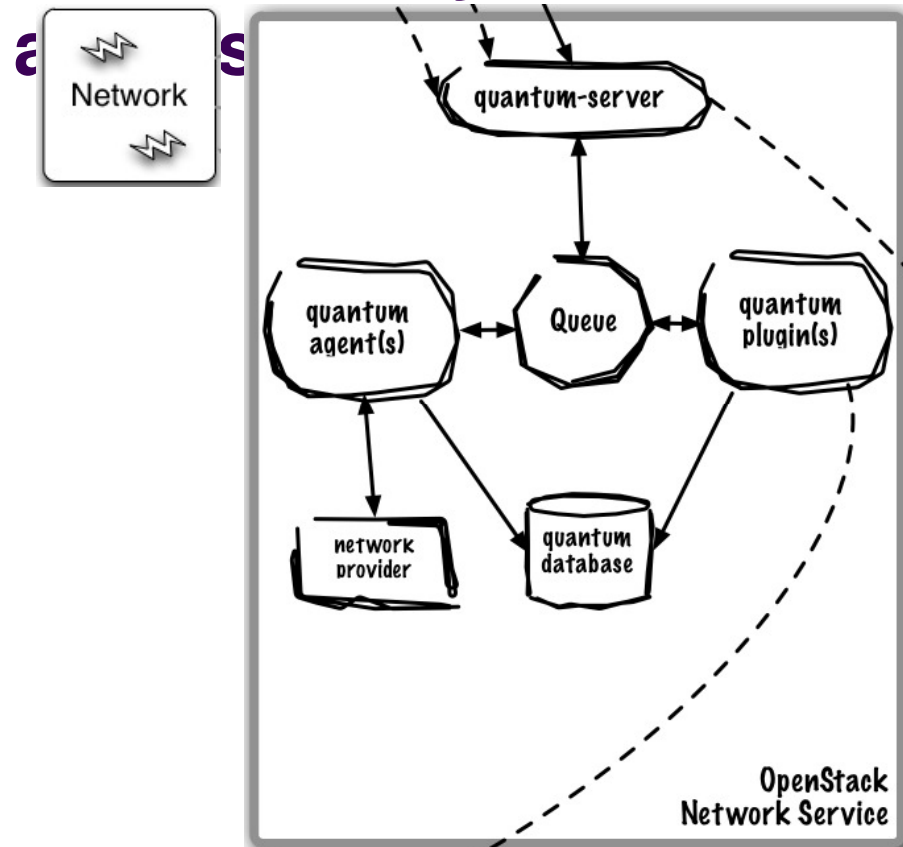 Network
quantum-server
quantum
agent(s)
Queue
quantum
plugin(s)
network
provider
quantum
database
OpenStack
Network Service